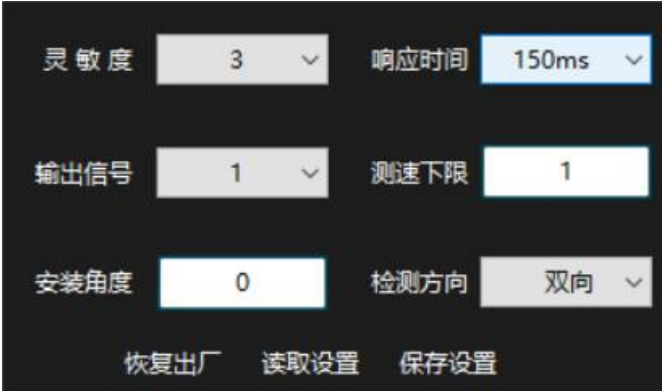 灵敏度 3 响应时间 150ms
输出信号 1 测速下限 1
安装角度 0 检测方向 双向
恢复出厂 读取设置 保存设置